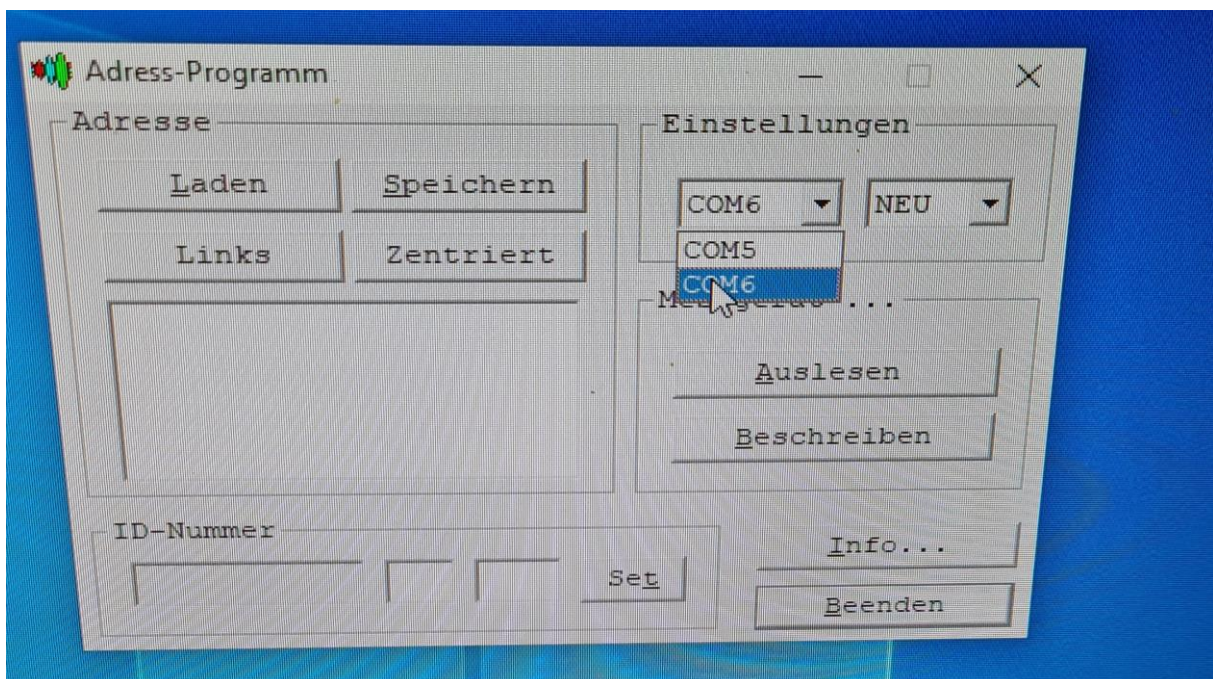 Adress-Programm
Adresse
Laden
Speichern
Links
Zentriert
Einstellungen
COM6
NEU
COM5
COM6
...
Auslesen
Beschreiben
ID-Nummer
Set
Info...
Beenden